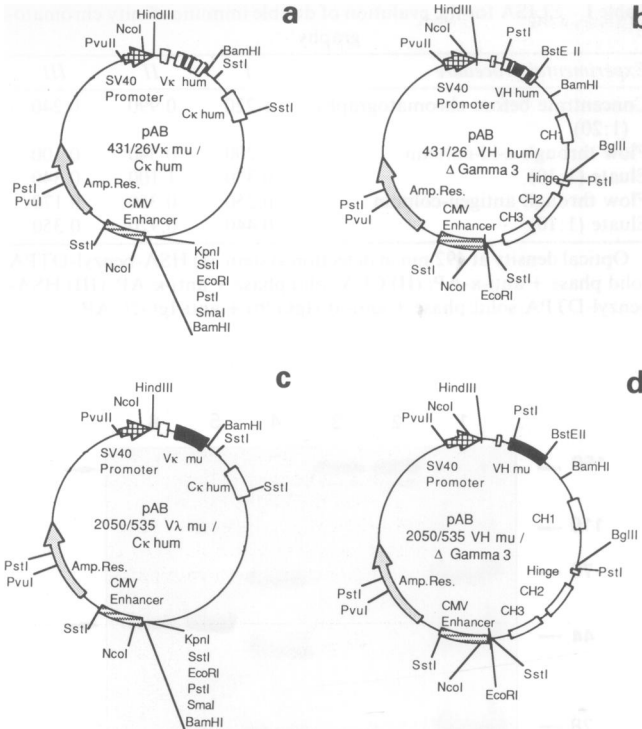 a
HindIII
NcoI
PvuII
BamHI
SstI
SV40
Promoter
Vκ hum
Cκ hum
SstI
pAB
431/26Vκ mu /
Cκ hum
Amp.Res.
PstI
PvuI
CMV
Enhancer
SstI
NcoI
KpnI
SstI
EcoRI
PstI
SmaI
BamHI
b
HindIII
NcoI
PvuII
PstI
BstE II
BamHI
SV40
Promoter
VH hum
CH1
pAB
431/26 VH hum/
Δ Gamma 3
BglII
Hinge
PstI
CH2
CH3
Amp.Res.
PstI
PvuI
CMV
Enhancer
SstI
NcoI
EcoRI
SstI
c
HindIII
NcoI
PvuII
BamHI
SstI
SV40
Promoter
Vκ mu
Cκ hum
SstI
pAB
2050/535 Vλ mu /
Cκ hum
Amp.Res.
PstI
PvuI
CMV
Enhancer
SstI
NcoI
KpnI
SstI
EcoRI
PstI
SmaI
BamHI
d
HindIII
NcoI
PvuII
PstI
BstEII
BamHI
SV40
Promoter
VH mu
CH1
pAB
2050/535 VH mu /
Δ Gamma 3
BglII
Hinge
PstI
CH2
CH3
Amp.Res.
PstI
PvuI
CMV
Enhancer
SstI
NcoI
EcoRI
SstI